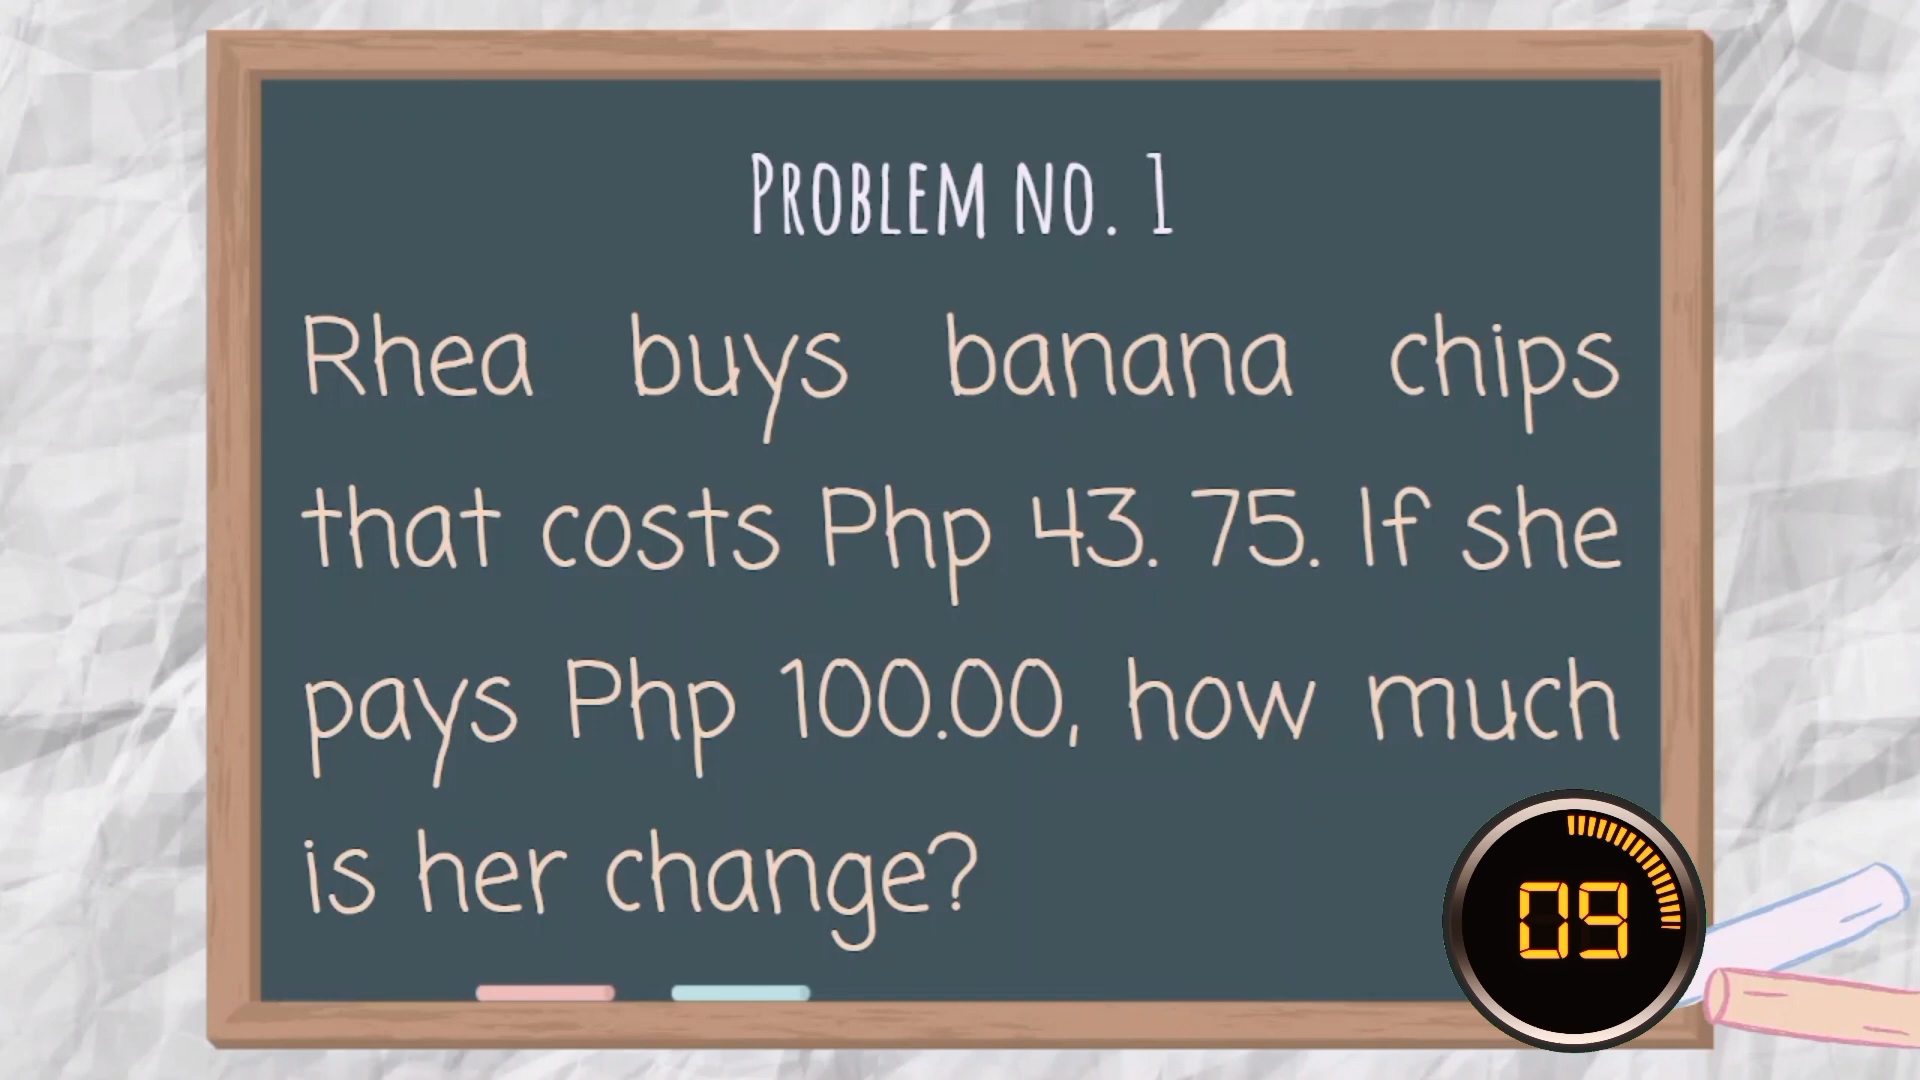 PROBLEM NO. 1
Rhea buys banana chips
that costs Php 43. 75. If she
pays Php 100.00, how much
is her change?
09